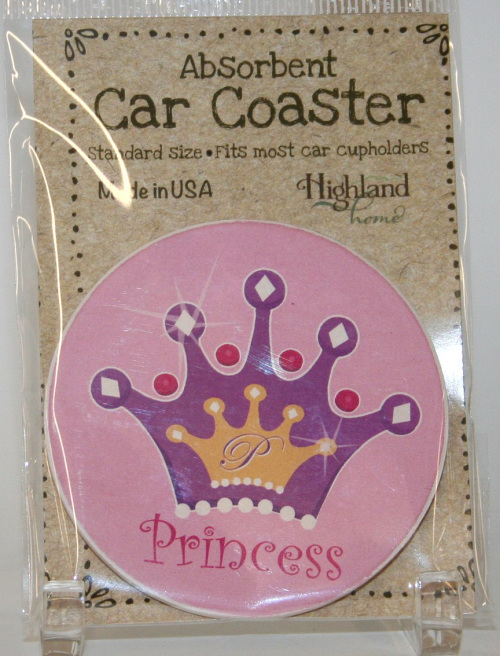 Absorbent
Car Coaster
Standard size • Fits most car cupholders
Made in USA
Highland
home
P
Princess